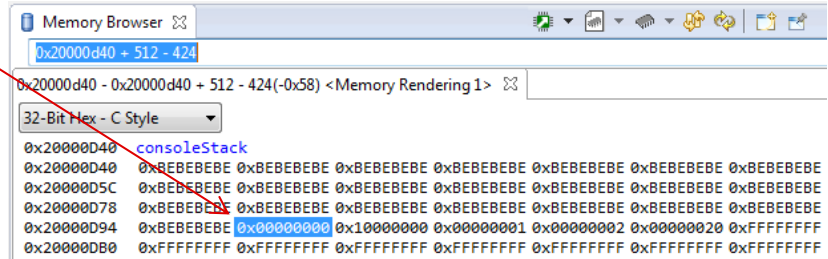 Memory Browser
0x20000d40 + 512 - 424
0x20000d40 - 0x20000d40 + 512 - 424(-0x58) <Memory Rendering 1>
32-Bit Hex - C Style
0x20000D40 consoleStack
0x20000D40 0xBEBEBEBE 0xBEBEBEBE 0xBEBEBEBE 0xBEBEBEBE 0xBEBEBEBE 0xBEBEBEBE 0xBEBEBEBE
0x20000D5C 0xBEBEBEBE 0xBEBEBEBE 0xBEBEBEBE 0xBEBEBEBE 0xBEBEBEBE 0xBEBEBEBE 0xBEBEBEBE
0x20000D78 0xBEBEBEBE 0xBEBEBEBE 0xBEBEBEBE 0xBEBEBEBE 0xBEBEBEBE 0xBEBEBEBE 0xBEBEBEBE
0x20000D94 0xBEBEBEBE 0x00000000 0x10000000 0x00000001 0x00000002 0x00000020 0xFFFFFFFF
0x20000DB0 0xFFFFFFFF 0xFFFFFFFF 0xFFFFFFFF 0xFFFFFFFF 0xFFFFFFFF 0xFFFFFFFF 0xFFFFFFFF